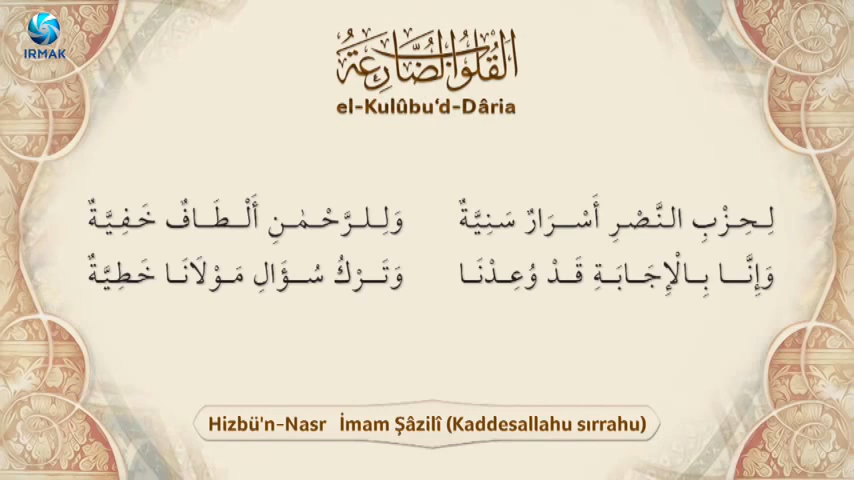 IRMAK
القلوب الضارعة
el-Kulûbu‘d-Dâria
لِحِزْبِ النَّصْرِ أَسْرَارٌ سَنِيَّةٌ وَلِلرَّحْمٰنِ أَلْطَافٌ خَفِيَّةٌ
وَإِنَّا بِالْإِجَابَةِ قَدْ وُعِدْنَا وَتَرْكُ سُؤَالِ مَوْلَانَا خَطِيَّةٌ
Hizbü'n-Nasr İmam Şâzilî (Kaddesallahu sırrahu)